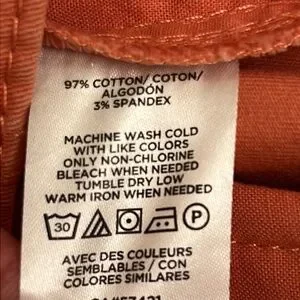 97% COTTON/ COTON/
ALGODÓN
3% SPANDEX
MACHINE WASH COLD
WITH LIKE COLORS
ONLY NON-CHLORINE
BLEACH WHEN NEEDED
TUMBLE DRY LOW
WARM IRON WHEN NEEDED
30 P
AVEC DES COULEURS
SEMBLABLES / CON
COLORES SIMILARES